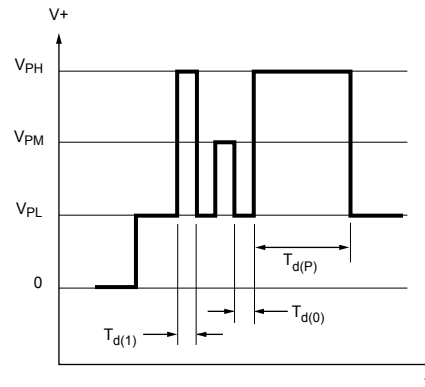 V+
VPH
VPM
VPL
0
Td(P)
Td(0)
Td(1)